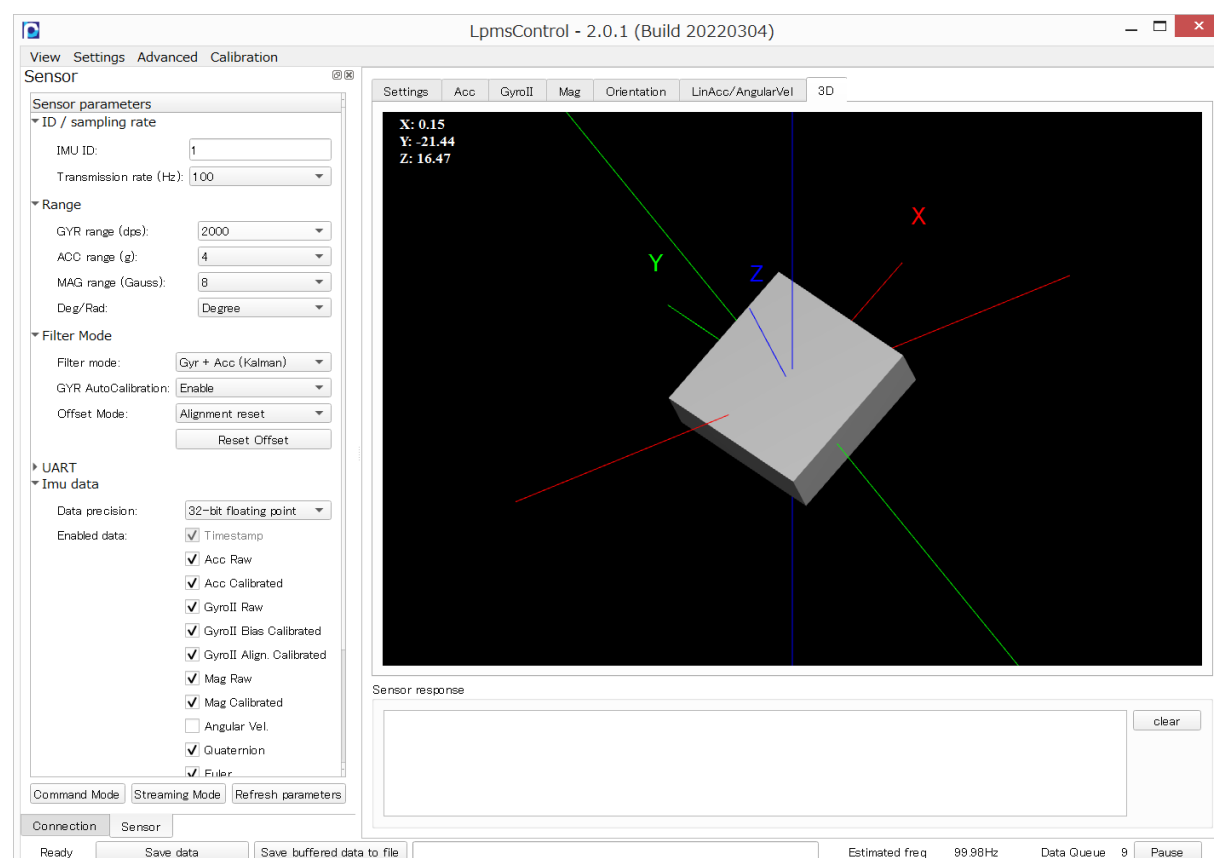 LpmsControl - 2.0.1 (Build 20220304)
View Settings Advanced Calibration
Sensor
Sensor parameters
ID / sampling rate
IMU ID: 1
Transmission rate (Hz): 100
Range
GYR range (dps): 2000
ACC range (g): 4
MAG range (Gauss): 8
Deg/Rad: Degree
Filter Mode
Filter mode: Gyr + Acc (Kalman)
GYR AutoCalibration: Enable
Offset Mode: Alignment reset
Reset Offset
UART
Imu data
Data precision: 32-bit floating point
Enabled data: Timestamp
Acc Raw
Acc Calibrated
GyroII Raw
GyroII Bias Calibrated
GyroII Align. Calibrated
Mag Raw
Mag Calibrated
Angular Vel.
Quaternion
Euler
Command Mode Streaming Mode Refresh parameters
Connection Sensor
Settings Acc GyroII Mag Orientation LinAcc/AngularVel 3D
X: 0.15
Y: -21.44
Z: 16.47
X
Y
Z
Sensor response
clear
Ready Save data Save buffered data to file Estimated freq 99.98Hz Data Queue 9 Pause